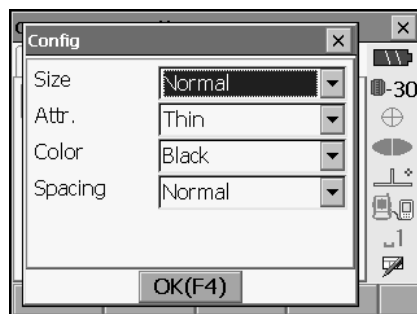 Config
Size Normal
Attr. Thin
Color Black
Spacing Normal
OK(F4)
-30
1